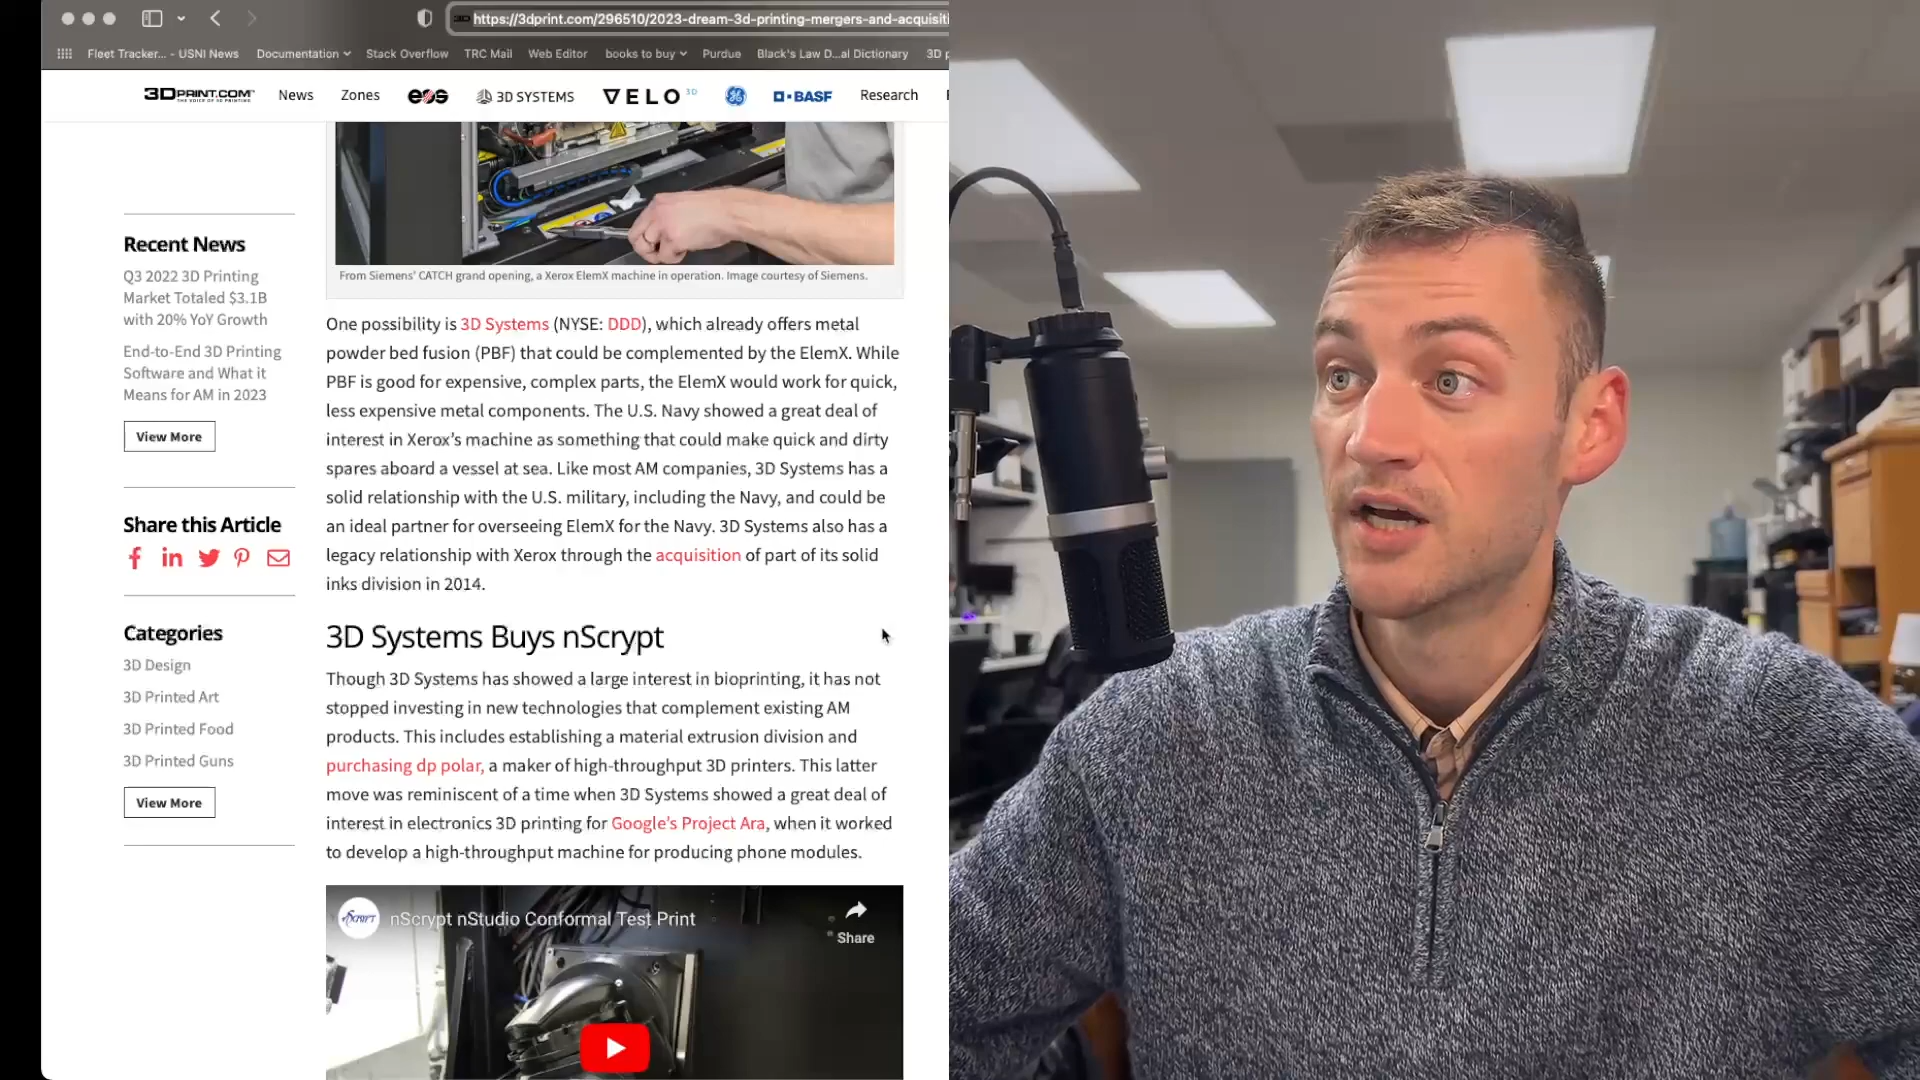 https://3dprint.com/296510/2023-dream-3d-printing-mergers-and-acquisiti
Fleet Tracker... - USNI News
Documentation
Stack Overflow
TRC Mail
Web Editor
books to buy
Purdue
Black's Law D...al Dictionary
3D p
3DPRINT.COM
THE VOICE OF 3D PRINTING
News
Zones
eos
3D SYSTEMS
VELO 3D
BASF
Research
From Siemens' CATCH grand opening, a Xerox ElemX machine in operation. Image courtesy of Siemens.
Recent News
Q3 2022 3D Printing
Market Totaled $3.1B
with 20% YoY Growth
End-to-End 3D Printing
Software and What it
Means for AM in 2023
View More
Share this Article
Categories
3D Design
3D Printed Art
3D Printed Food
3D Printed Guns
View More
One possibility is 3D Systems (NYSE: DDD), which already offers metal
powder bed fusion (PBF) that could be complemented by the ElemX. While
PBF is good for expensive, complex parts, the ElemX would work for quick,
less expensive metal components. The U.S. Navy showed a great deal of
interest in Xerox's machine as something that could make quick and dirty
spares aboard a vessel at sea. Like most AM companies, 3D Systems has a
solid relationship with the U.S. military, including the Navy, and could be
an ideal partner for overseeing ElemX for the Navy. 3D Systems also has a
legacy relationship with Xerox through the acquisition of part of its solid
inks division in 2014.
3D Systems Buys nScrypt
Though 3D Systems has showed a large interest in bioprinting, it has not
stopped investing in new technologies that complement existing AM
products. This includes establishing a material extrusion division and
purchasing dp polar, a maker of high-throughput 3D printers. This latter
move was reminiscent of a time when 3D Systems showed a great deal of
interest in electronics 3D printing for Google's Project Ara, when it worked
to develop a high-throughput machine for producing phone modules.
nScrypt
nScrypt nStudio Conformal Test Print
Share